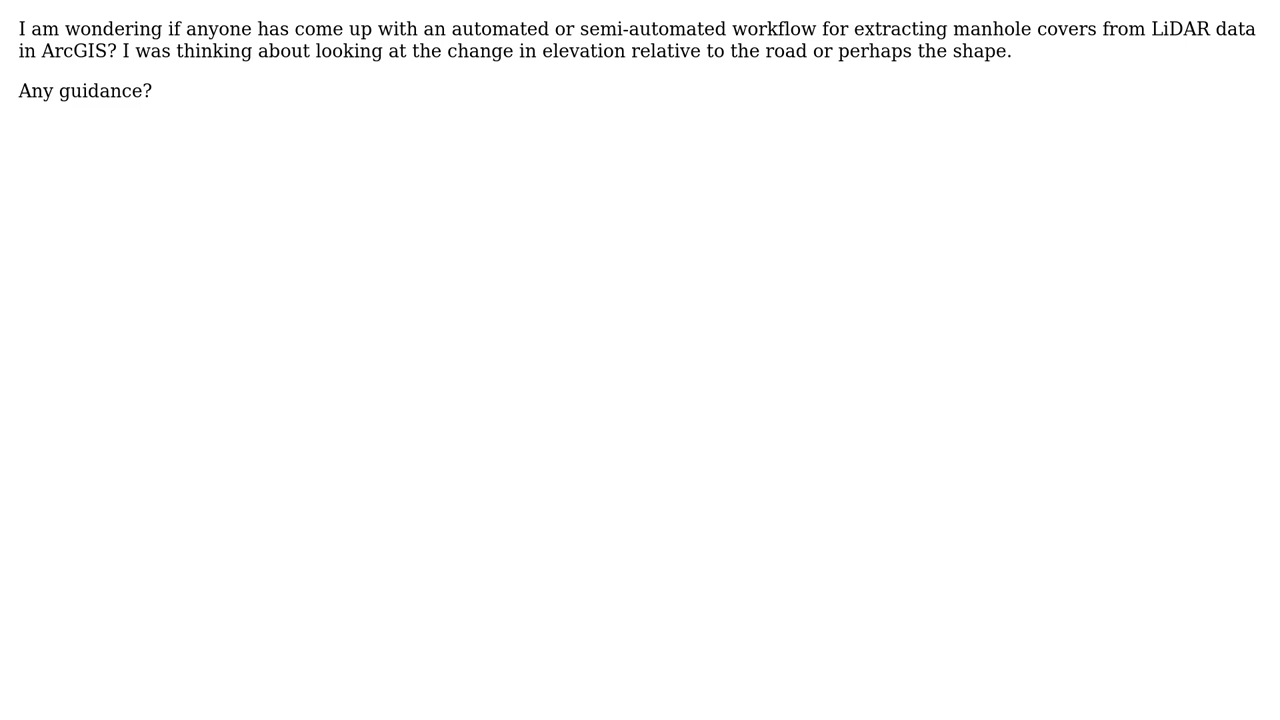 I am wondering if anyone has come up with an automated or semi-automated workflow for extracting manhole covers from LiDAR data
in ArcGIS? I was thinking about looking at the change in elevation relative to the road or perhaps the shape.
Any guidance?